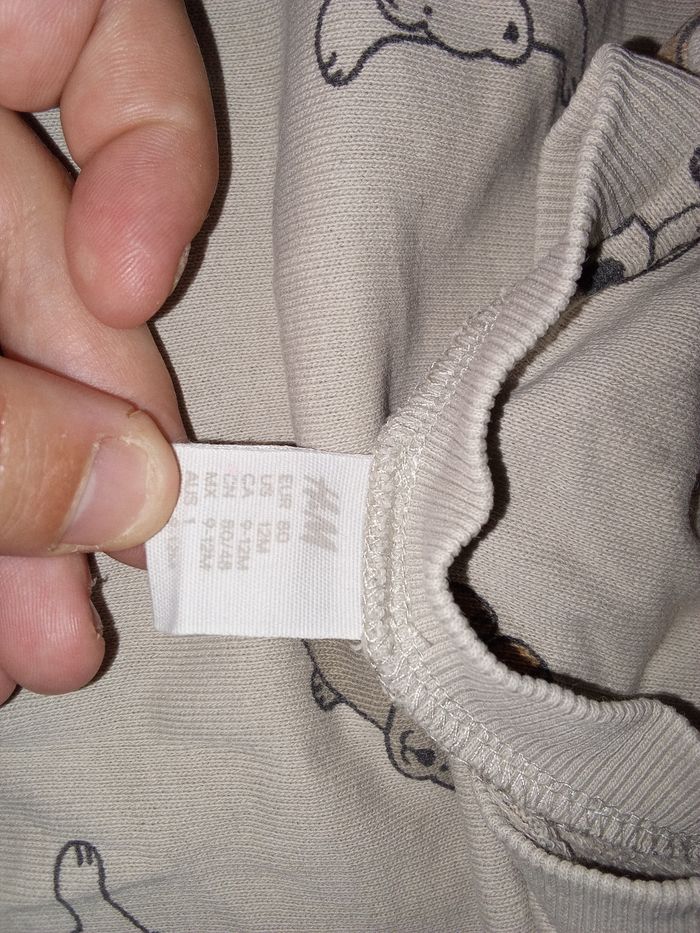 H&M
EUR 80
US 12M
CA 9-12M
CN 80/48
MX 9-12M
AUS 1